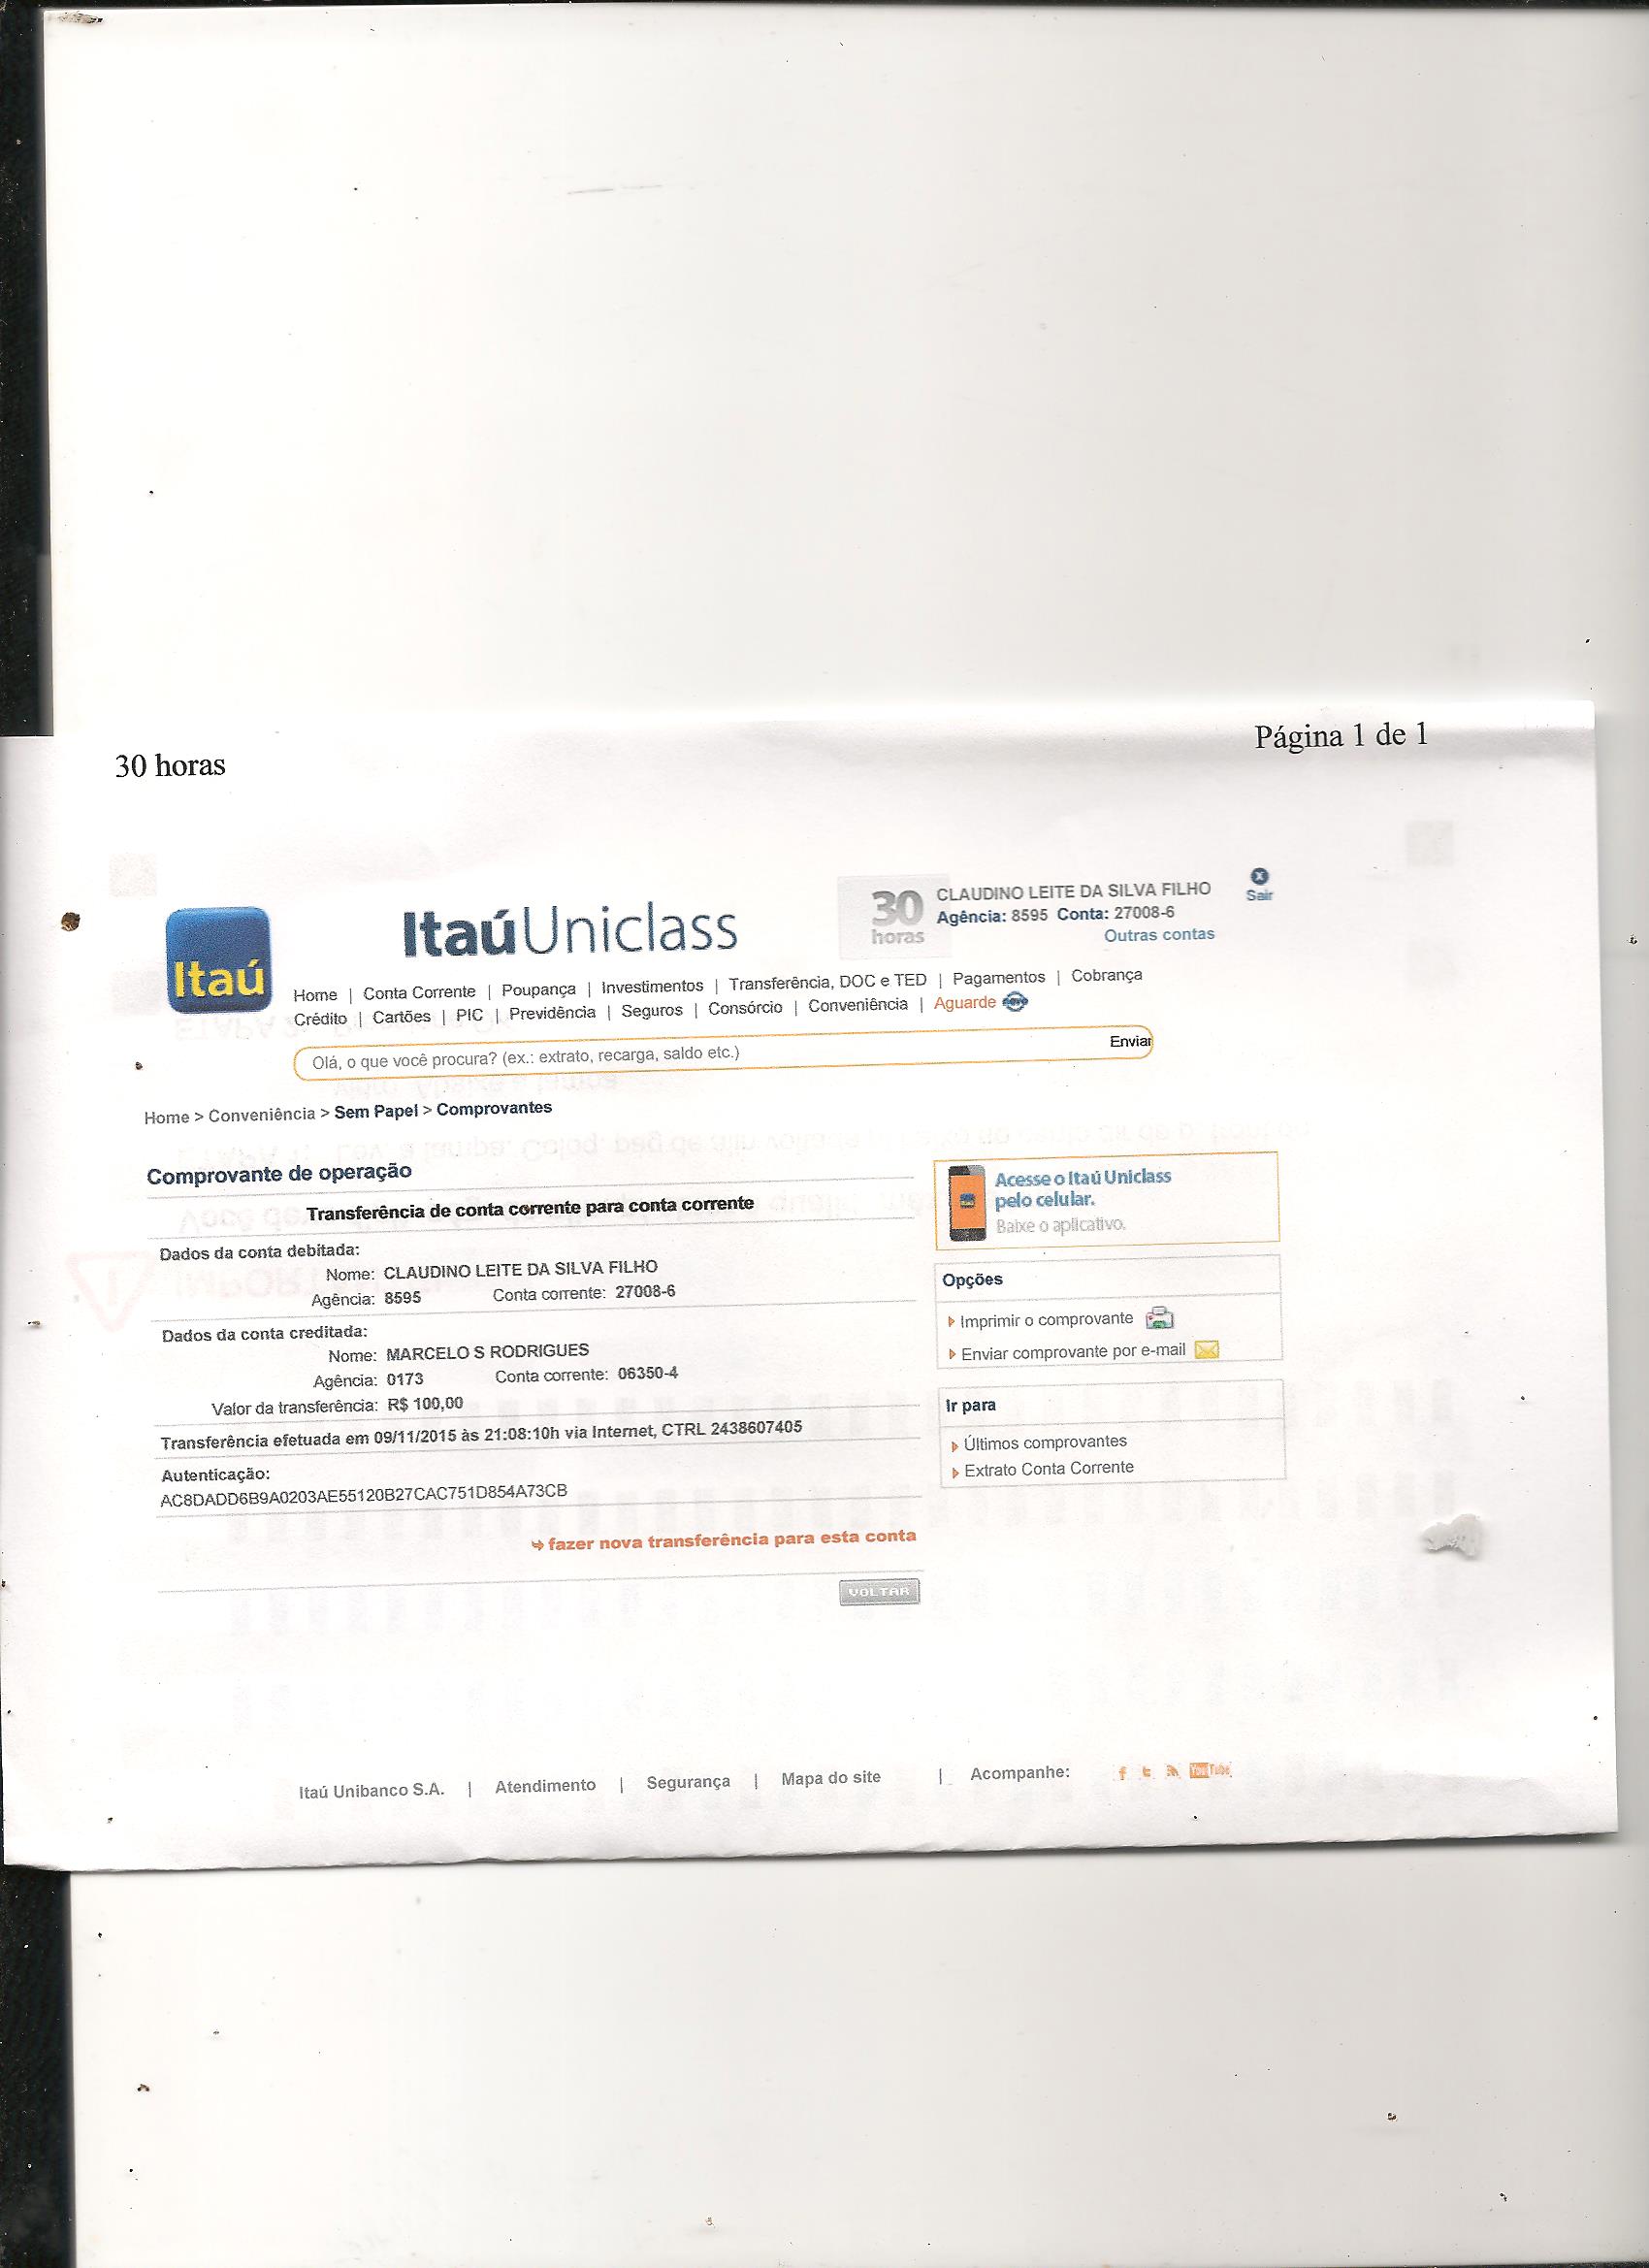 30 horas
Página 1 de 1
Itaú
Itaú Uniclass
30 horas
CLAUDINO LEITE DA SILVA FILHO
Agência: 8595 Conta: 27008-6
Outras contas
Sair
Home | Conta Corrente | Poupança | Investimentos | Transferência, DOC e TED | Pagamentos | Cobrança
Crédito | Cartões | PIC | Previdência | Seguros | Consórcio | Conveniência | Aguarde
Olá, o que você procura? (ex.: extrato, recarga, saldo etc.)
Enviar
Home > Conveniência > Sem Papel > Comprovantes
Comprovante de operação
Transferência de conta corrente para conta corrente
Dados da conta debitada:
Nome: CLAUDINO LEITE DA SILVA FILHO
Agência: 8595 Conta corrente: 27008-6
Dados da conta creditada:
Nome: MARCELO S RODRIGUES
Agência: 0173 Conta corrente: 06350-4
Valor da transferência: R$ 100,00
Transferência efetuada em 09/11/2015 às 21:08:10h via Internet, CTRL 2438607405
Autenticação:
AC8DADD6B9A0203AE55120B27CAC751D854A73CB
fazer nova transferência para esta conta
VOLTAR
Acesse o Itaú Uniclass
pelo celular.
Baixe o aplicativo.
Opções
Imprimir o comprovante
Enviar comprovante por e-mail
Ir para
Últimos comprovantes
Extrato Conta Corrente
Itaú Unibanco S.A. | Atendimento | Segurança | Mapa do site | Acompanhe:
YouTube